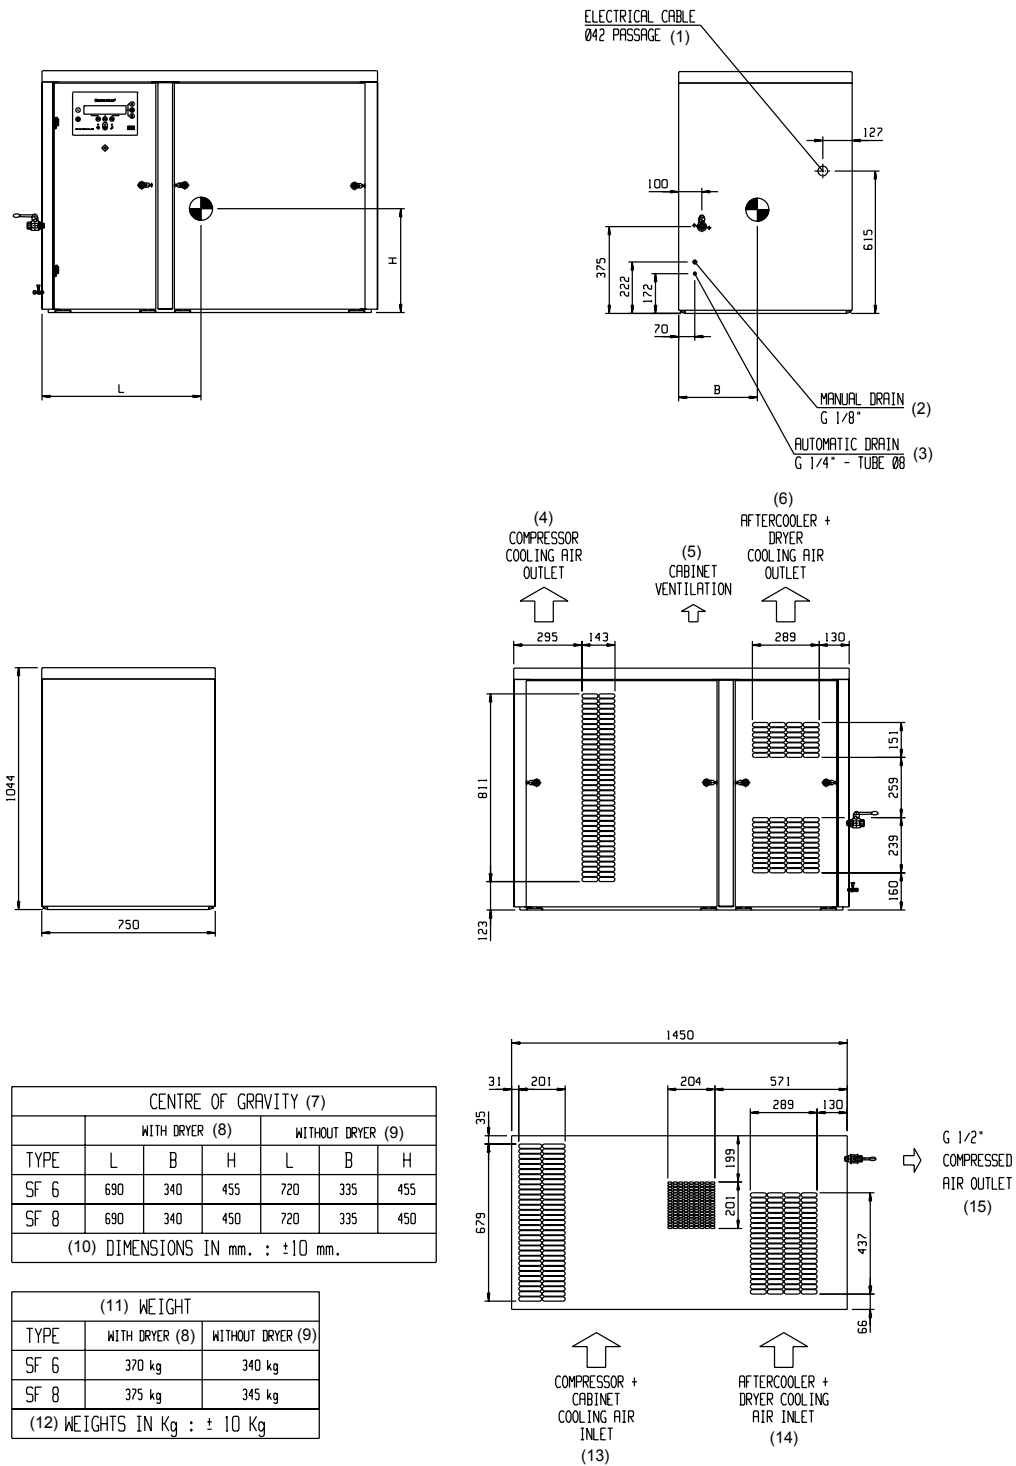 ELECTRICAL CABLE
Ø42 PASSAGE (1)
127
100
615
375
222
172
70
H
L
B
MANUAL DRAIN (2)
G 1/8"
AUTOMATIC DRAIN (3)
G 1/4" - TUBE Ø8
(4)
COMPRESSOR
COOLING AIR
OUTLET
(5)
CABINET
VENTILATION
(6)
AFTERCOOLER +
DRYER
COOLING AIR
OUTLET
295 143 289 130
1044
750
811
123
151
259
239
160
1450
31 201 204 571
289 130
35
679
199
201
437
66
G 1/2"
COMPRESSED
AIR OUTLET
(15)
COMPRESSOR +
CABINET
COOLING AIR
INLET
(13)
AFTERCOOLER +
DRYER COOLING
AIR INLET
(14)
CENTRE OF GRAVITY (7)
WITH DRYER (8) WITHOUT DRYER (9)
TYPE L B H L B H
SF 6 690 340 455 720 335 455
SF 8 690 340 450 720 335 450
(10) DIMENSIONS IN mm. : ±10 mm.
(11) WEIGHT
TYPE WITH DRYER (8) WITHOUT DRYER (9)
SF 6 370 kg 340 kg
SF 8 375 kg 345 kg
(12) WEIGHTS IN Kg : ± 10 Kg